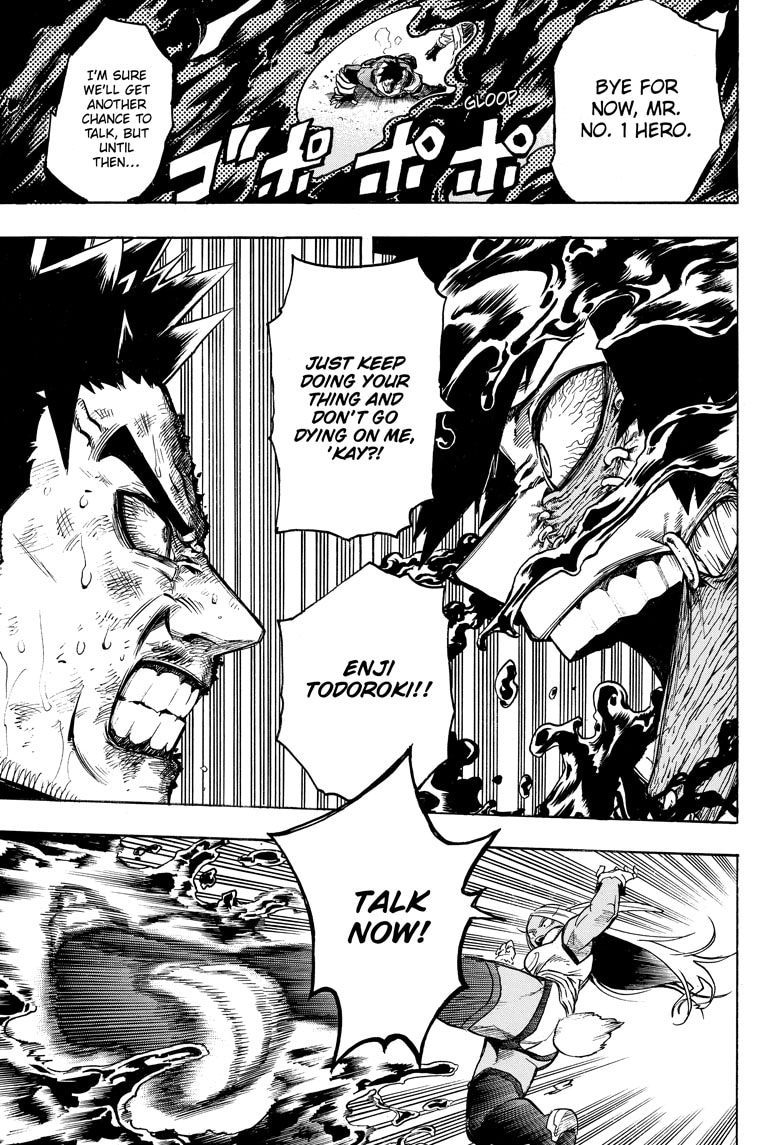 BYE FOR
NOW, MR.
NO. 1 HERO.
GLOOP
ゴポ ポポ
I'M SURE
WE'LL GET
ANOTHER
CHANCE TO
TALK, BUT
UNTIL
THEN...
JUST KEEP
DOING YOUR
THING AND
DON'T GO
DYING ON ME,
'KAY?!
ENJI
TODOROKI!!
TALK
NOW!